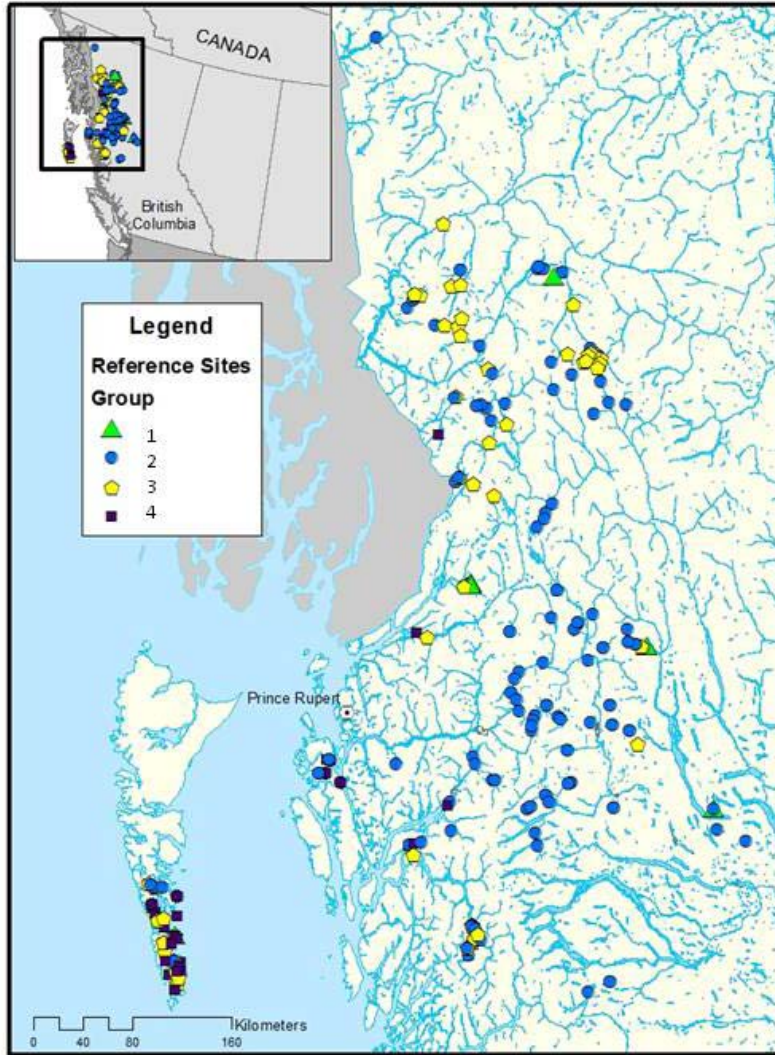 CANADA
British
Columbia
Legend
Reference Sites
Group
1
2
3
4
Prince Rupert
Kilometers
0 40 80 160